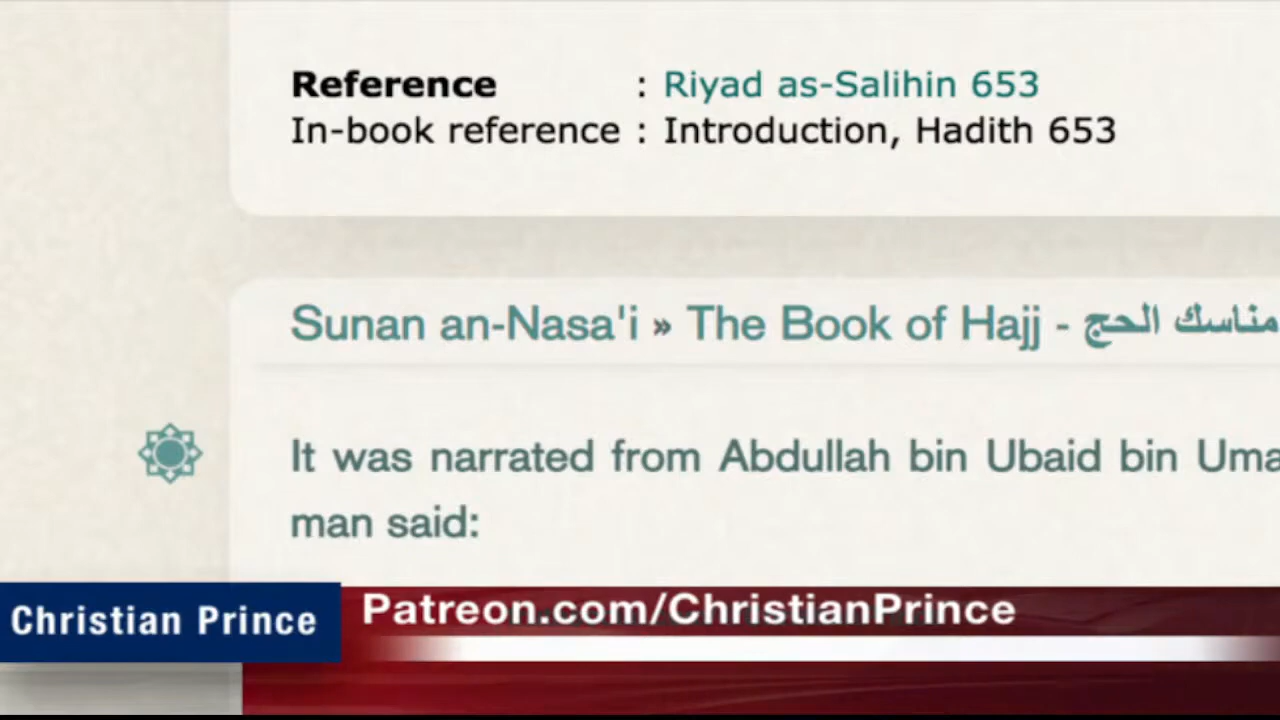 Reference : Riyad as-Salihin 653
In-book reference : Introduction, Hadith 653
Sunan an-Nasa'i » The Book of Hajj - مناسك الحج
It was narrated from Abdullah bin Ubaid bin Uma
man said:
Christian Prince
Patreon.com/ChristianPrince